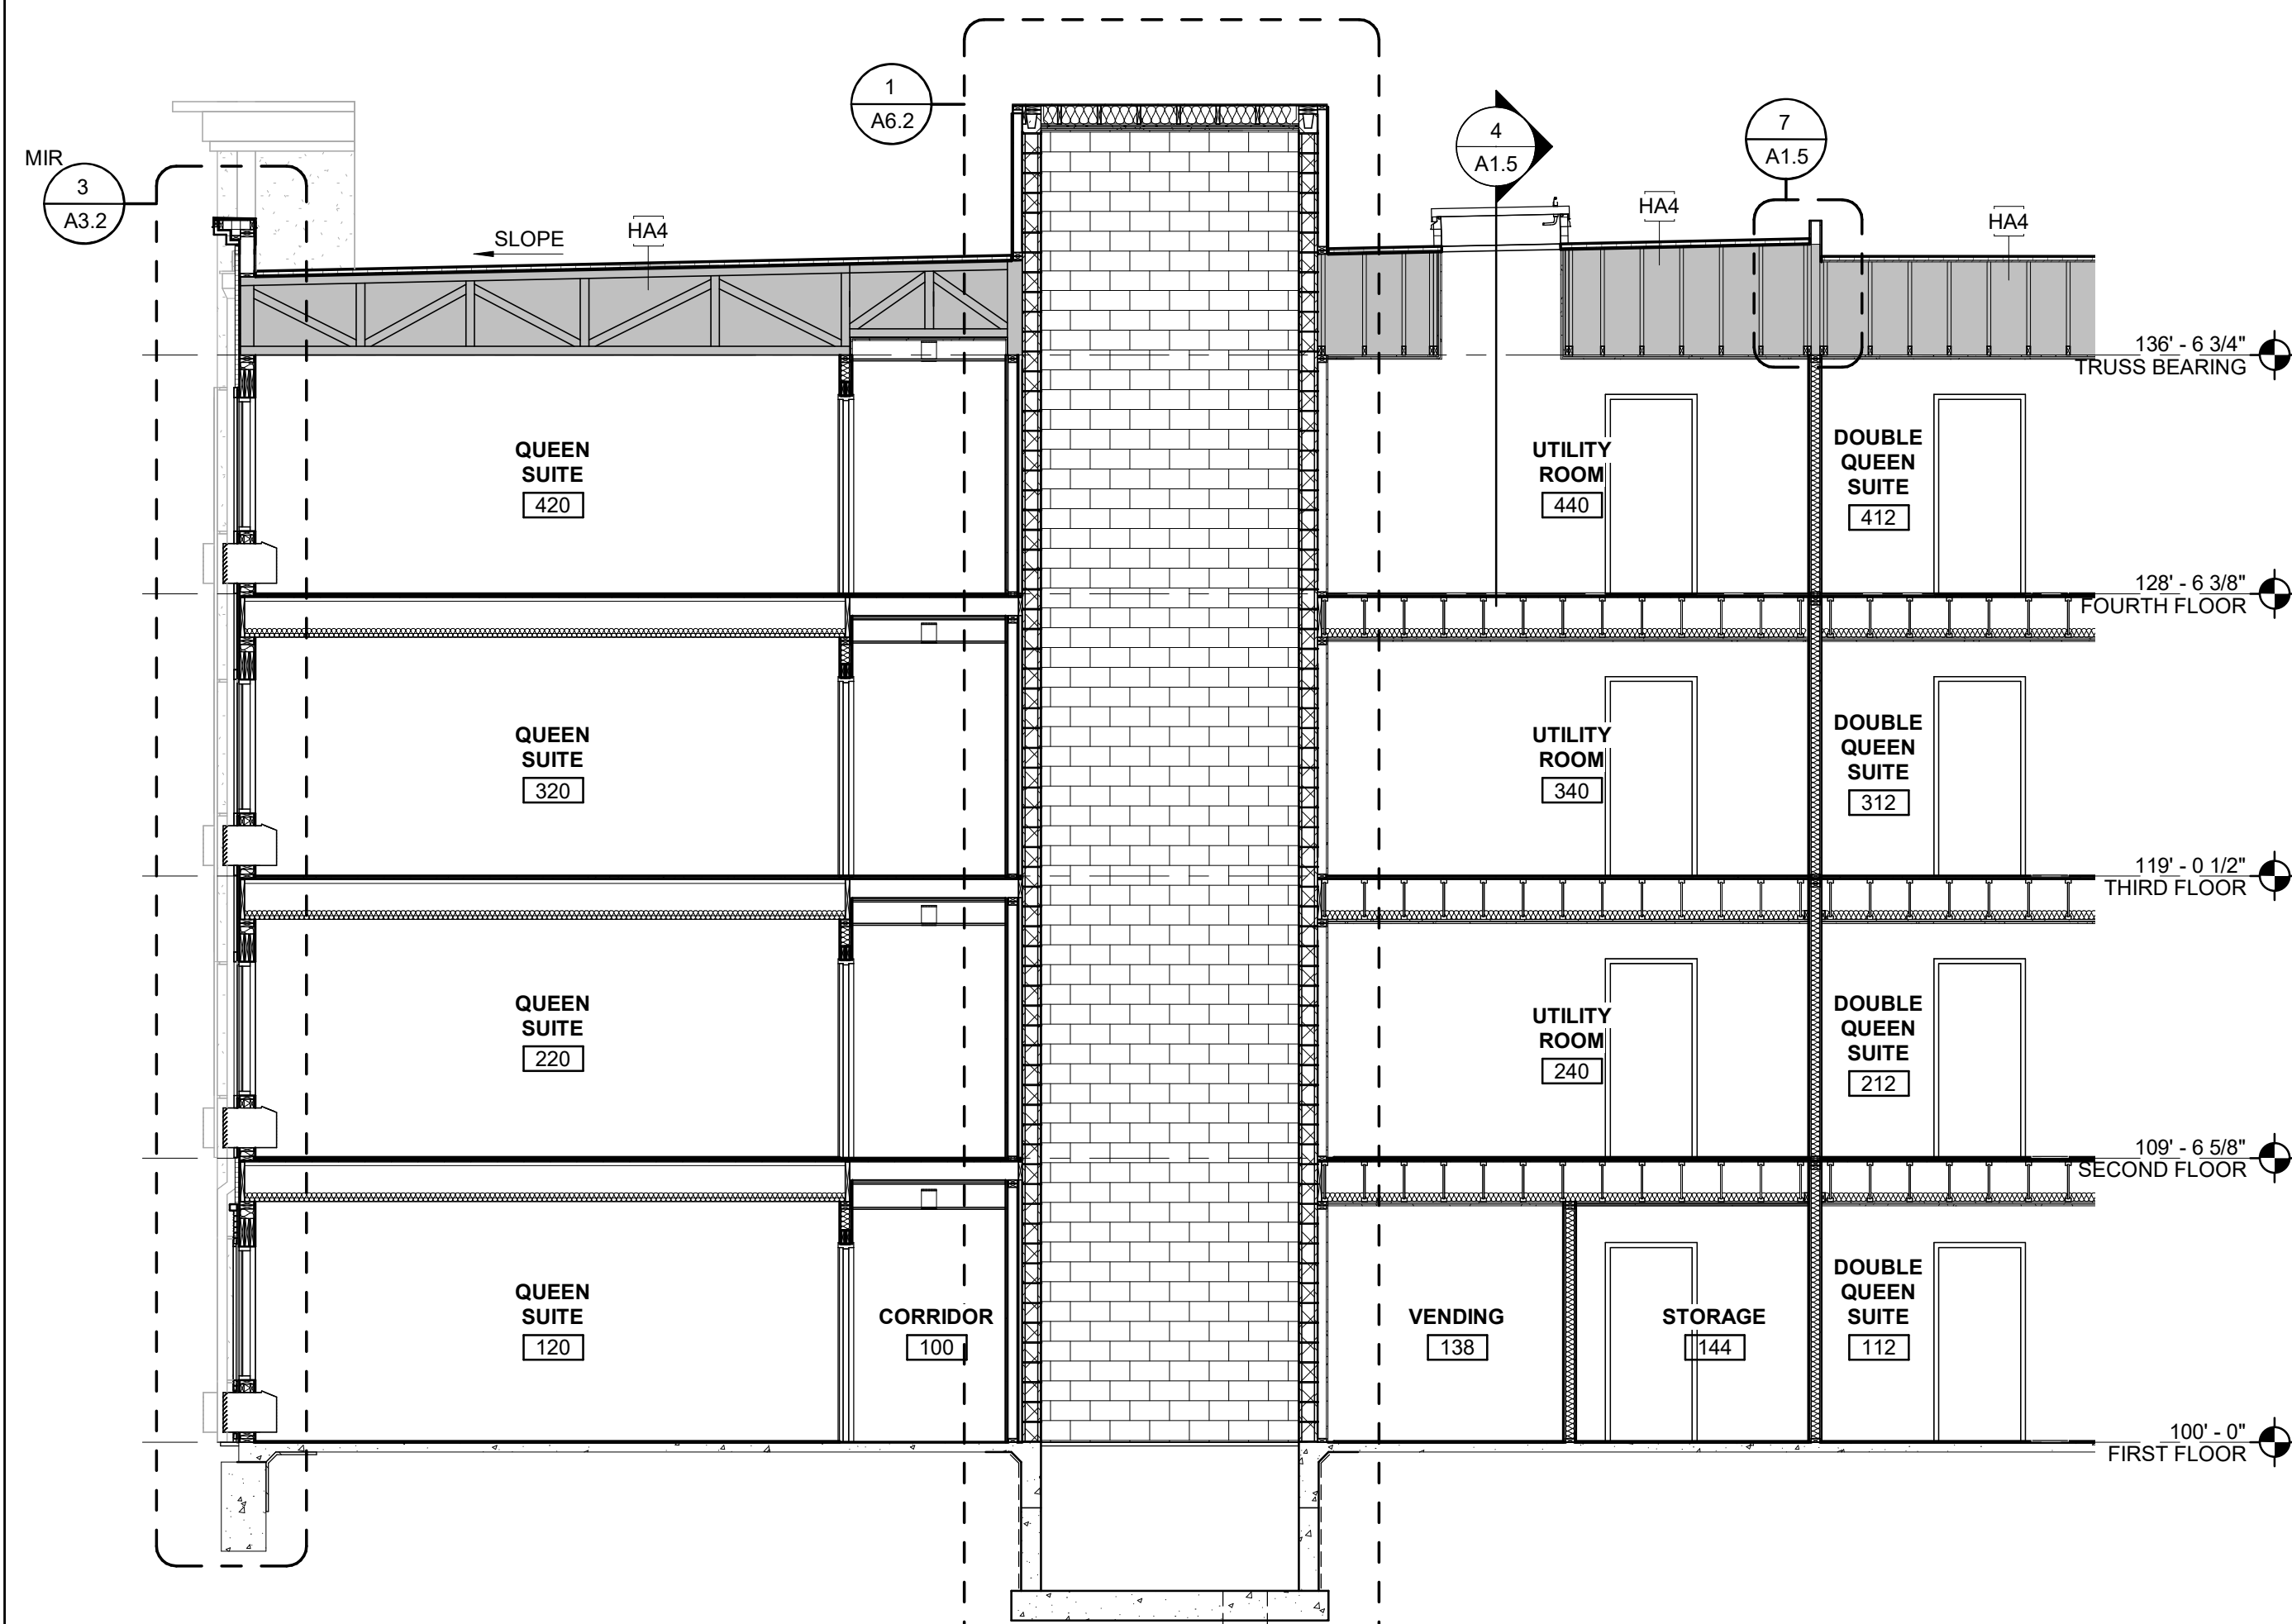 1
A6.2
4
A1.5
7
A1.5
MIR
3
A3.2
SLOPE
HA4
HA4
HA4
136' - 6 3/4"
TRUSS BEARING
QUEEN
SUITE
420
UTILITY
ROOM
440
DOUBLE
QUEEN
SUITE
412
128' - 6 3/8"
FOURTH FLOOR
QUEEN
SUITE
320
UTILITY
ROOM
340
DOUBLE
QUEEN
SUITE
312
119' - 0 1/2"
THIRD FLOOR
QUEEN
SUITE
220
UTILITY
ROOM
240
DOUBLE
QUEEN
SUITE
212
109' - 6 5/8"
SECOND FLOOR
QUEEN
SUITE
120
CORRIDOR
100
VENDING
138
STORAGE
144
DOUBLE
QUEEN
SUITE
112
100' - 0"
FIRST FLOOR